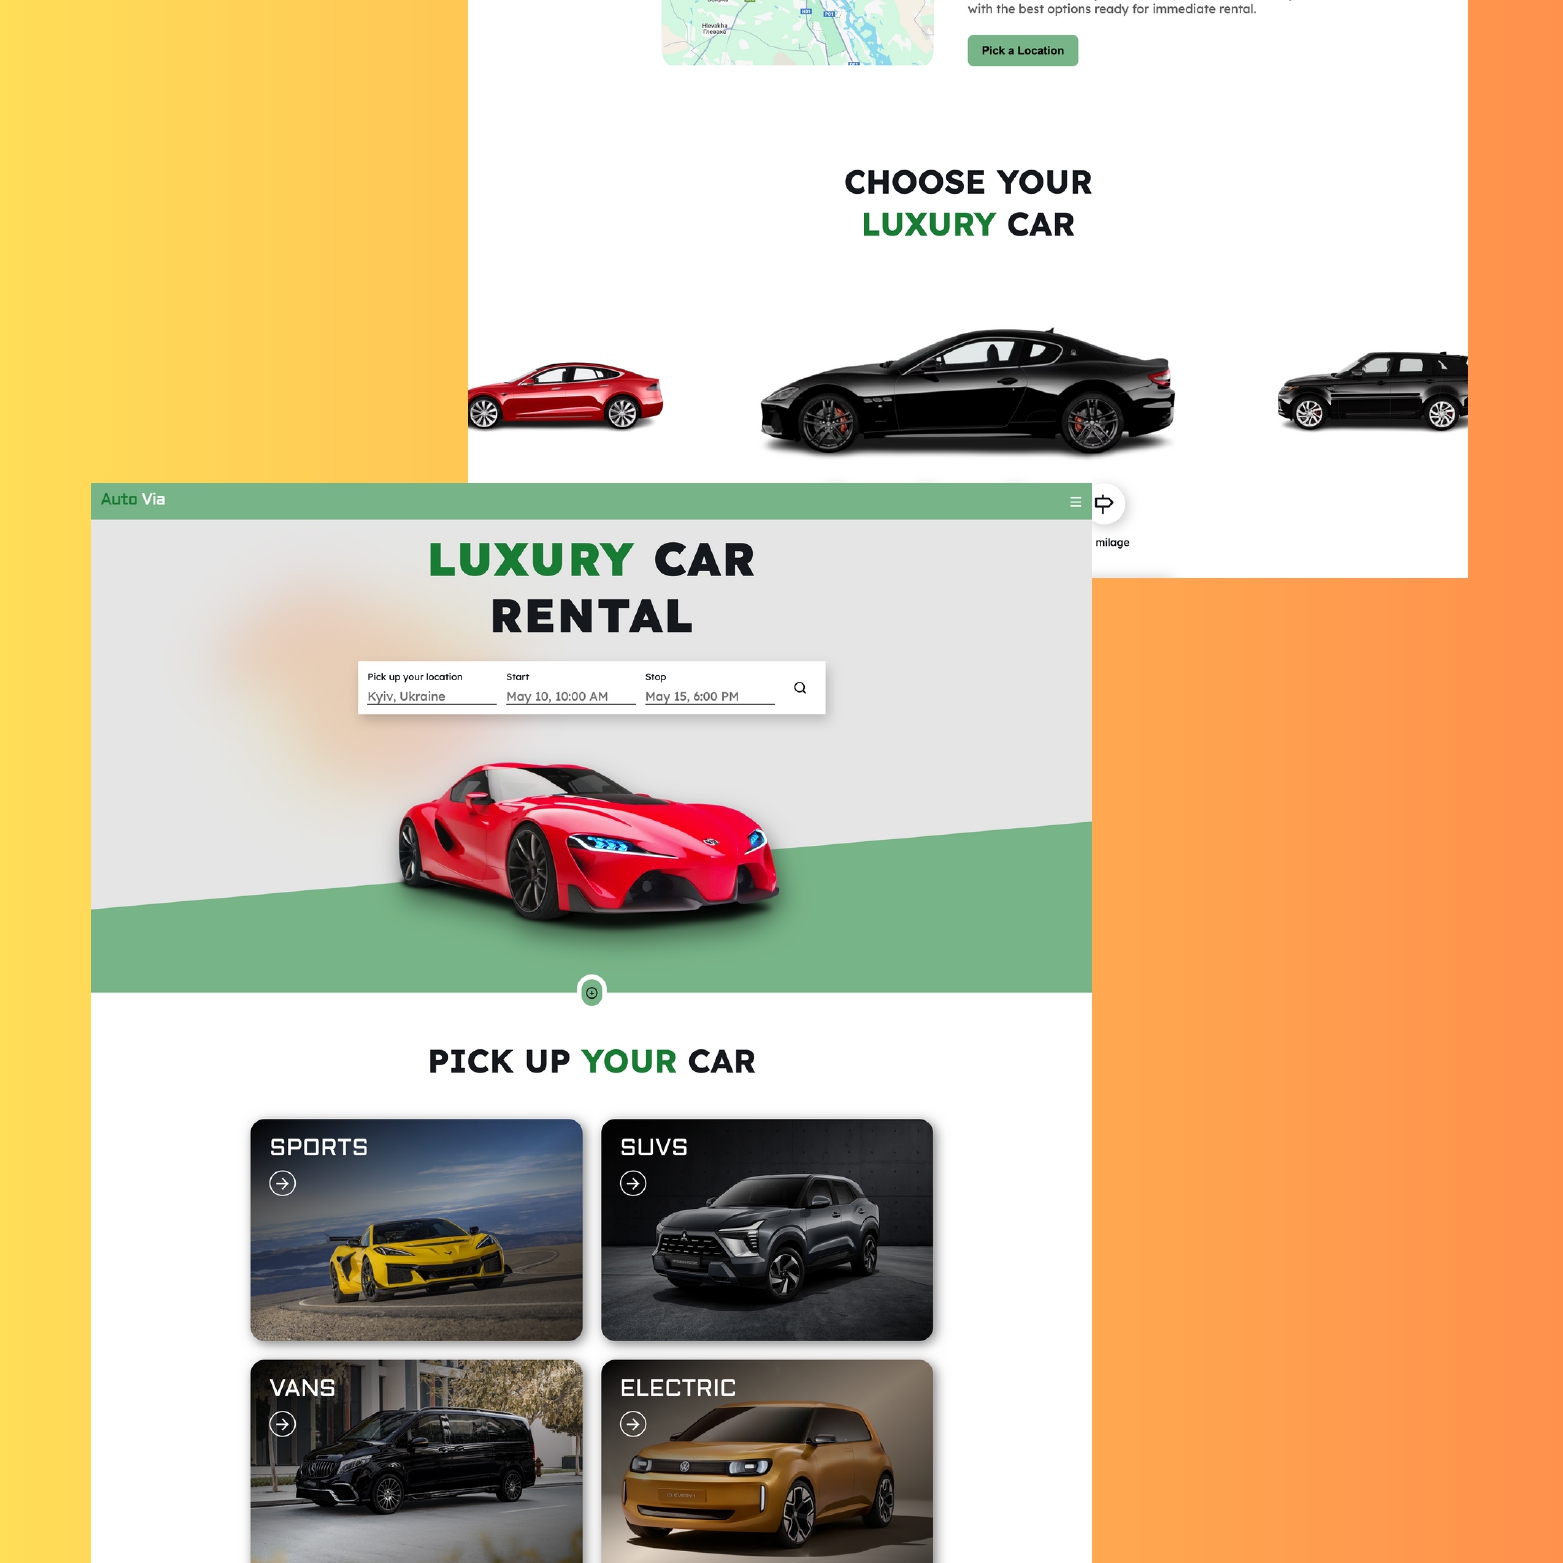 with the best options ready for immediate rental.
Pick a Location
Hlevakha
Глеваха
CHOOSE YOUR
LUXURY CAR
milage
Auto Via
LUXURY CAR
RENTAL
Pick up your location
Start
Stop
Kyiv, Ukraine
May 10, 10:00 AM
May 15, 6:00 PM
PICK UP YOUR CAR
SPORTS
SUVS
VANS
ELECTRIC